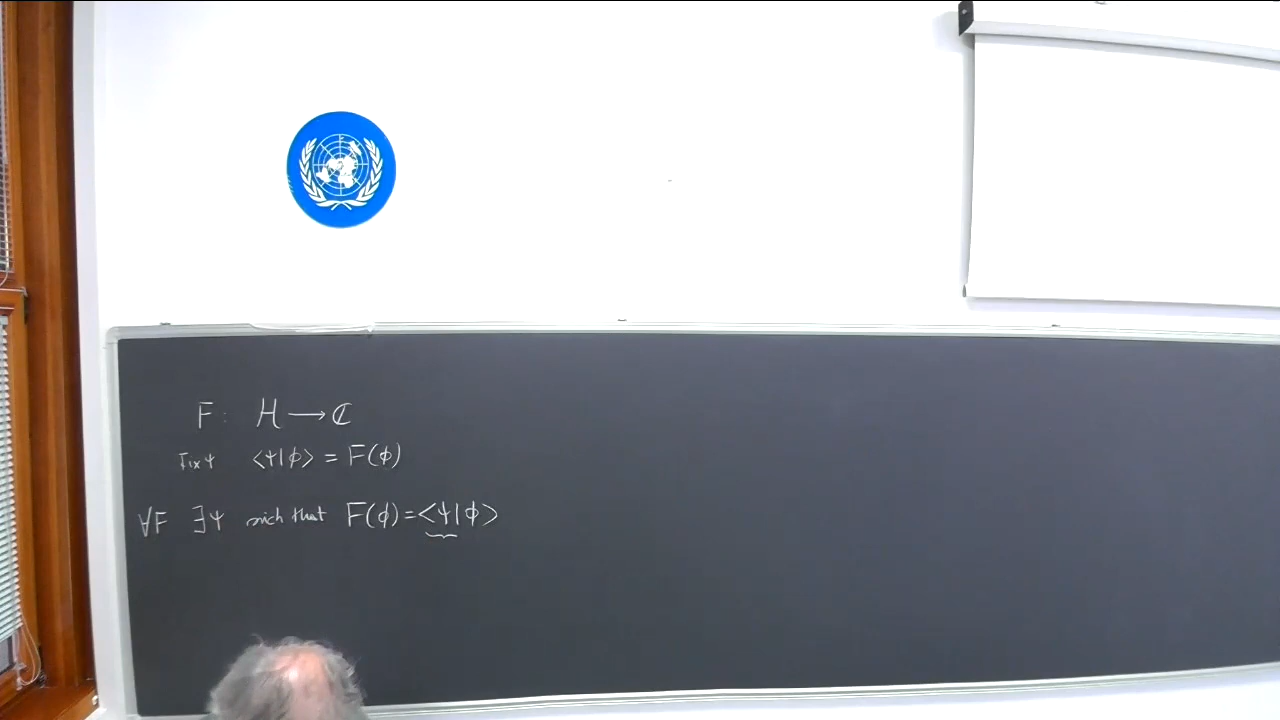 F: H → ℂ
Fix ψ ⟨ψ|ϕ⟩ = F(ϕ)
∀F ∃ψ such that F(ϕ) = ⟨ψ|ϕ⟩